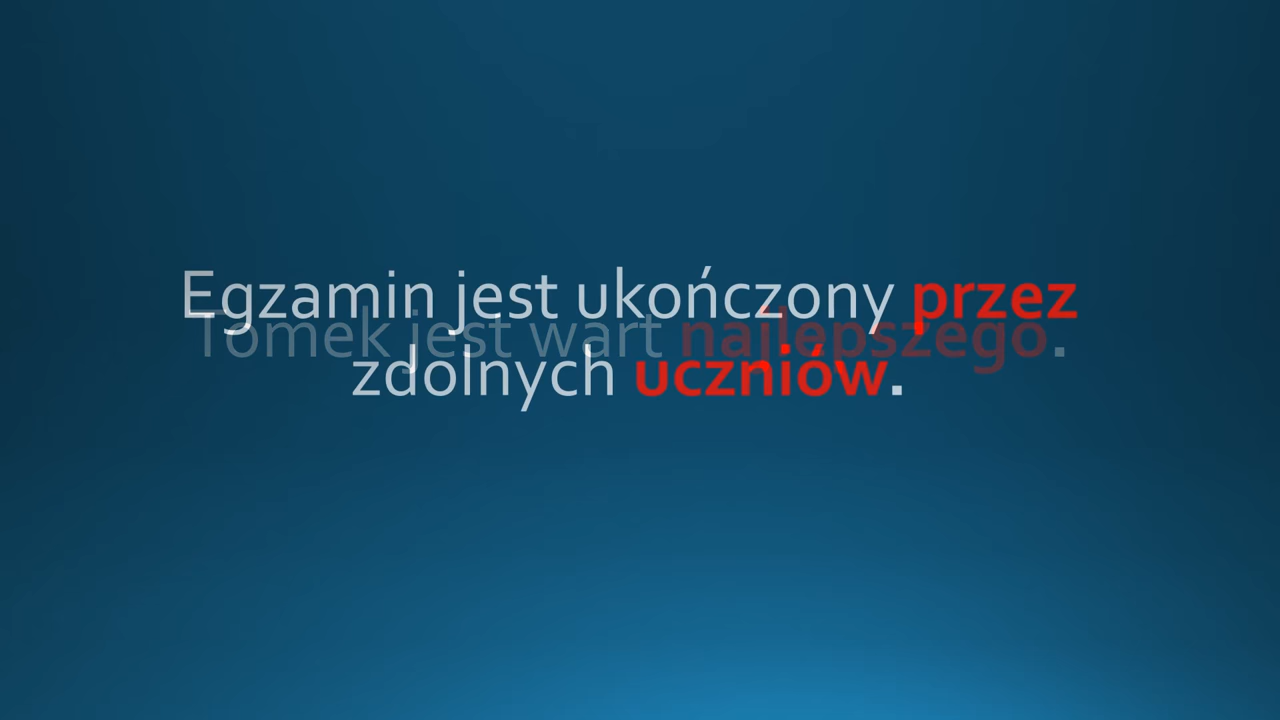 Egzamin jest ukończony przez
Tomek jest wart najlepszego.
zdolnych uczniów.